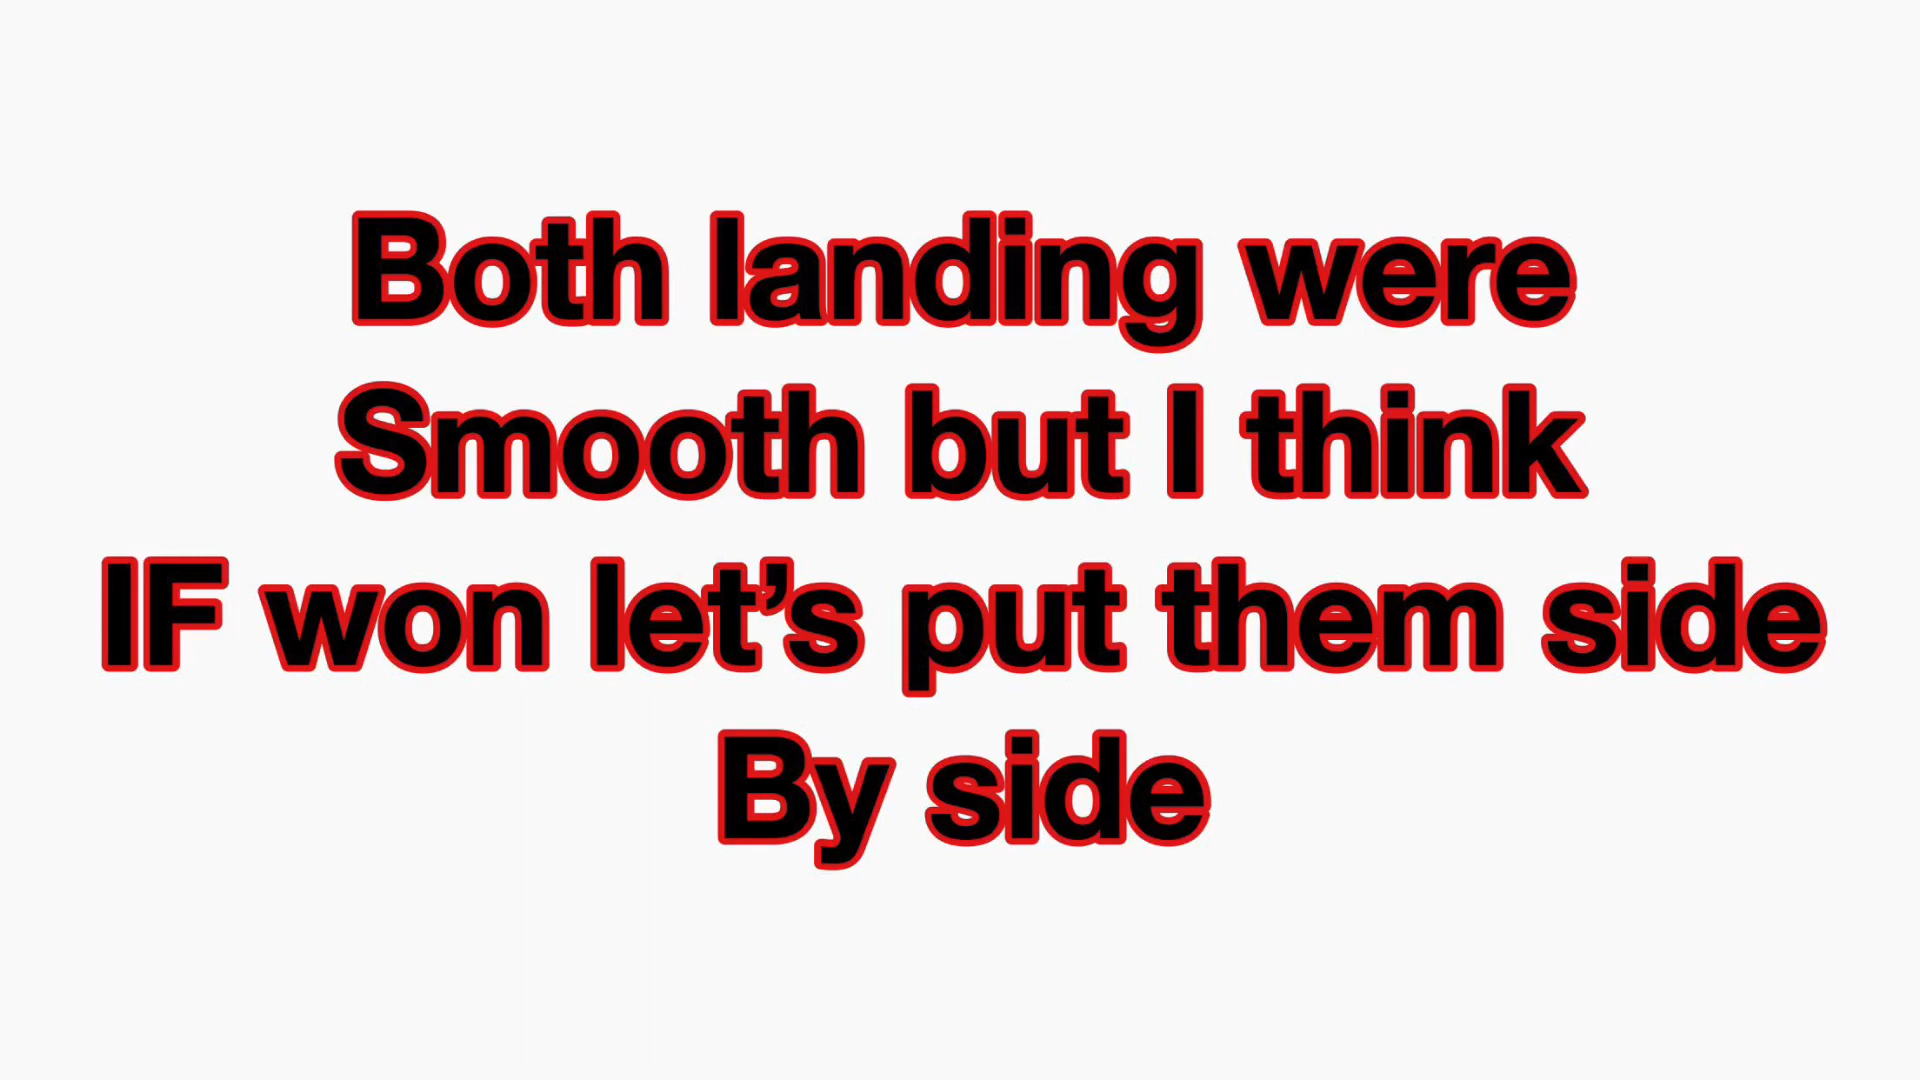 Both landing were
Smooth but I think
IF won let’s put them side
By side